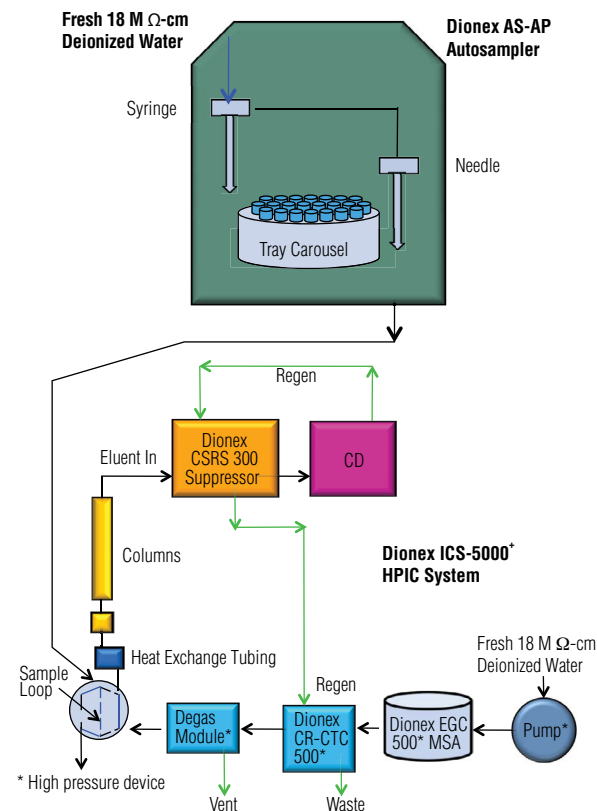 Fresh 18 M Ω-cm
Deionized Water
Dionex AS-AP
Autosampler
Syringe
Needle
Tray Carousel
Regen
Dionex
CSRS 300
Suppressor
CD
Eluent In
Columns
Dionex ICS-5000+
HPIC System
Heat Exchange Tubing
Fresh 18 M Ω-cm
Deionized Water
Sample
Loop
Regen
Degas
Module*
Dionex
CR-CTC
500*
Dionex EGC
500* MSA
Pump*
* High pressure device
Vent
Waste